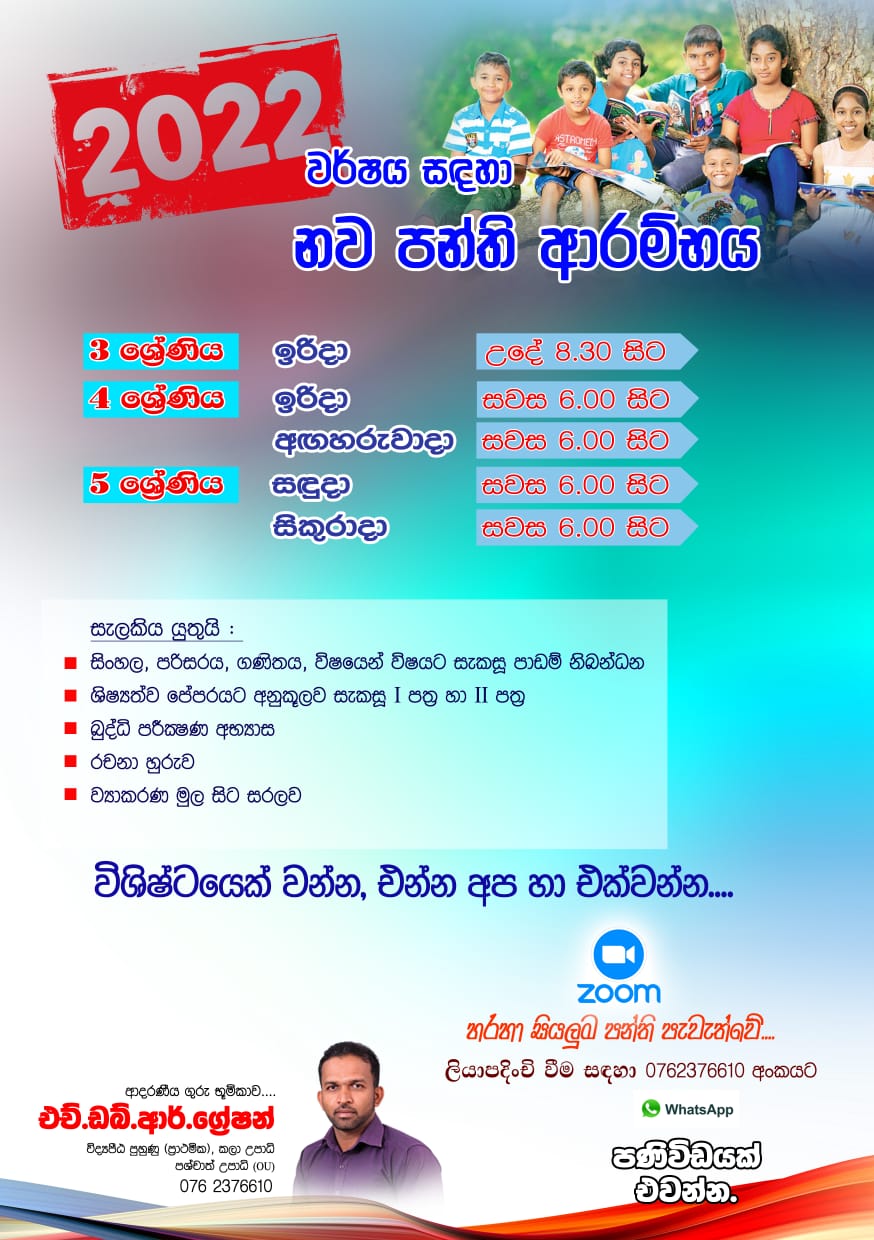 2022
වර්ෂය සඳහා
නව පන්ති ආරම්භය
3 ශ්‍රේණිය ඉරිදා උදේ 8.30 සිට
4 ශ්‍රේණිය ඉරිදා සවස 6.00 සිට
අඟහරුවාදා සවස 6.00 සිට
5 ශ්‍රේණිය සඳුදා සවස 6.00 සිට
සිකුරාදා සවස 6.00 සිට
සැලකිය යුතුයි :
සිංහල, පරිසරය, ගණිතය, විෂයෙන් විෂයට සැකසූ පාඩම් නිබන්ධන
ශිෂ්‍යත්ව පේපරයට අනුකූලව සැකසූ I පත්‍ර හා II පත්‍ර
බුද්ධි පරීක්ෂණ අභ්‍යාස
රචනා හුරුව
ව්‍යාකරණ මුල සිට සරලව
විශිෂ්ටයෙක් වන්න, එන්න අප හා එක්වන්න....
zoom
හරහා සියලුම පන්ති පැවැත්වේ....
ලියාපදිංචි වීම සඳහා 0762376610 අංකයට
WhatsApp
පණිවිඩයක්
එවන්න.
ආදරණීය ගුරු භූමිකාව....
එච්.ඩබ්.ආර්.ග්‍රේෂන්
විද්‍යාපීඨ පුහුණු (ප්‍රාථමික), කලා උපාධි
පශ්චාත් උපාධි (OU)
076 2376610